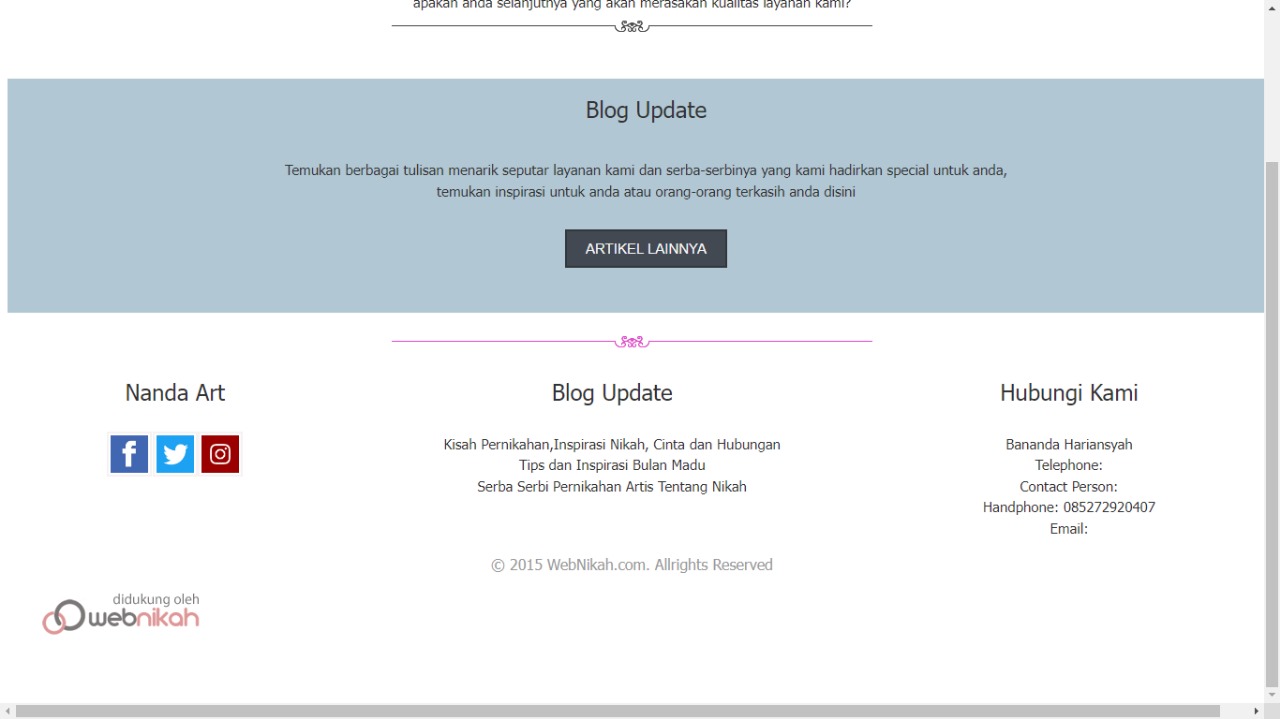 apakah anda selanjutnya yang akan merasakan kualitas layanan kami?
Blog Update
Temukan berbagai tulisan menarik seputar layanan kami dan serba-serbinya yang kami hadirkan special untuk anda,
temukan inspirasi untuk anda atau orang-orang terkasih anda disini
ARTIKEL LAINNYA
Nanda Art
Blog Update
Kisah Pernikahan,Inspirasi Nikah, Cinta dan Hubungan
Tips dan Inspirasi Bulan Madu
Serba Serbi Pernikahan Artis Tentang Nikah
Hubungi Kami
Bananda Hariansyah
Telephone:
Contact Person:
Handphone: 085272920407
Email:
© 2015 WebNikah.com. Allrights Reserved
didukung oleh
webnikah